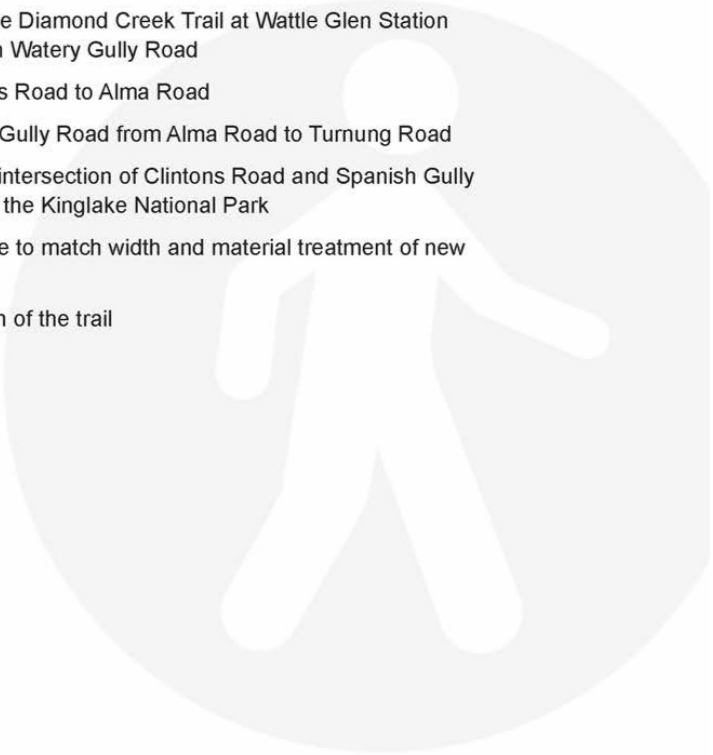 e Diamond Creek Trail at Wattle Glen Station
Watery Gully Road
s Road to Alma Road
Gully Road from Alma Road to Turnung Road
intersection of Clintons Road and Spanish Gully
the Kinglake National Park
e to match width and material treatment of new
of the trail